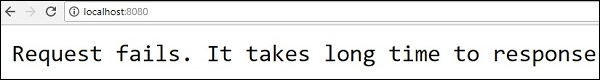 localhost:8080
Request fails. It takes long time to response